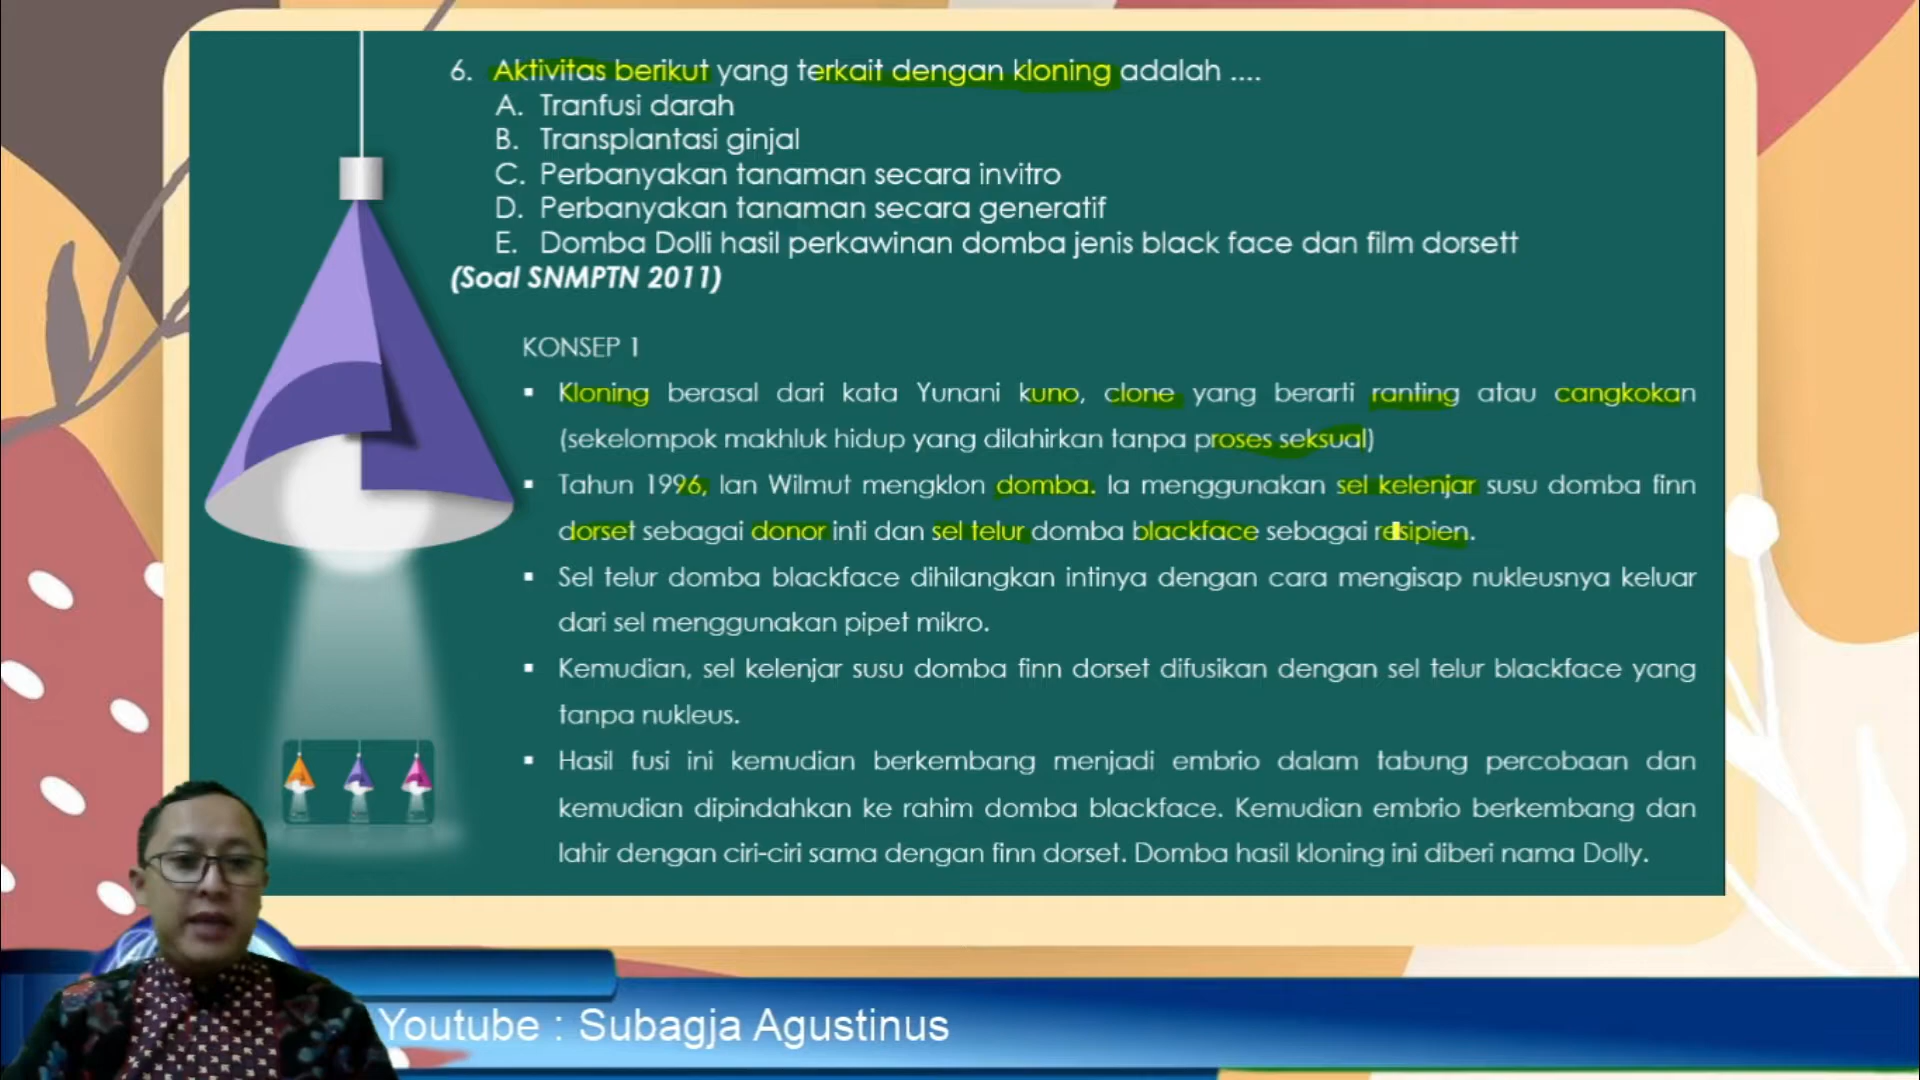 6. Aktivitas berikut yang terkait dengan kloning adalah ....
A. Tranfusi darah
B. Transplantasi ginjal
C. Perbanyakan tanaman secara invitro
D. Perbanyakan tanaman secara generatif
E. Domba Dolli hasil perkawinan domba jenis black face dan film dorsett
(Soal SNMPTN 2011)
KONSEP 1
▪ Kloning berasal dari kata Yunani kuno, clone yang berarti ranting atau cangkokan
(sekelompok makhluk hidup yang dilahirkan tanpa proses seksual)
▪ Tahun 1996, Ian Wilmut mengklon domba. Ia menggunakan sel kelenjar susu domba finn
dorset sebagai donor inti dan sel telur domba blackface sebagai resipien.
▪ Sel telur domba blackface dihilangkan intinya dengan cara mengisap nukleusnya keluar
dari sel menggunakan pipet mikro.
▪ Kemudian, sel kelenjar susu domba finn dorset difusikan dengan sel telur blackface yang
tanpa nukleus.
▪ Hasil fusi ini kemudian berkembang menjadi embrio dalam tabung percobaan dan
kemudian dipindahkan ke rahim domba blackface. Kemudian embrio berkembang dan
lahir dengan ciri-ciri sama dengan finn dorset. Domba hasil kloning ini diberi nama Dolly.
Youtube : Subagja Agustinus